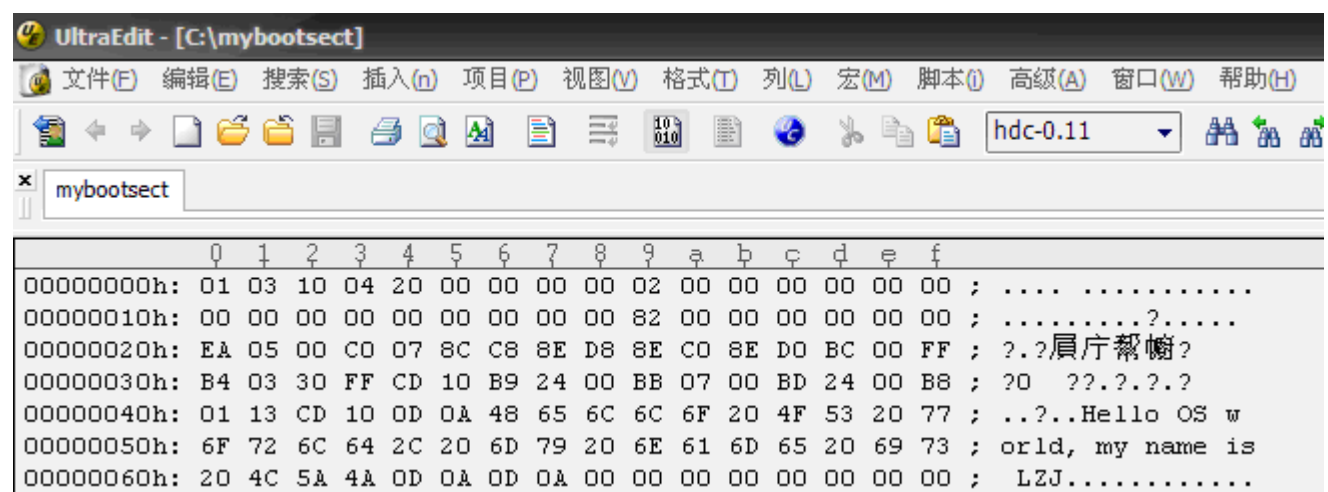 UltraEdit - [C:\mybootsect]
文件(F) 编辑(E) 搜索(S) 插入(n) 项目(P) 视图(V) 格式(T) 列(L) 宏(M) 脚本(i) 高级(A) 窗口(W) 帮助(H)
hdc-0.11
mybootsect
0 1 2 3 4 5 6 7 8 9 a b c d e f
00000000h: 01 03 10 04 20 00 00 00 00 02 00 00 00 00 00 00 ; .... ...........
00000010h: 00 00 00 00 00 00 00 00 00 82 00 00 00 00 00 00 ; .........?.....
00000020h: EA 05 00 C0 07 8C C8 8E D8 8E C0 8E D0 BC 00 FF ; ?.?屓庁幚幮?
00000030h: B4 03 30 FF CD 10 B9 24 00 BB 07 00 BD 24 00 B8 ; ?0 ??.?.?.?
00000040h: 01 13 CD 10 0D 0A 48 65 6C 6C 6F 20 4F 53 20 77 ; ..?..Hello OS w
00000050h: 6F 72 6C 64 2C 20 6D 79 20 6E 61 6D 65 20 69 73 ; orld, my name is
00000060h: 20 4C 5A 4A 0D 0A 0D 0A 00 00 00 00 00 00 00 00 ; LZJ............